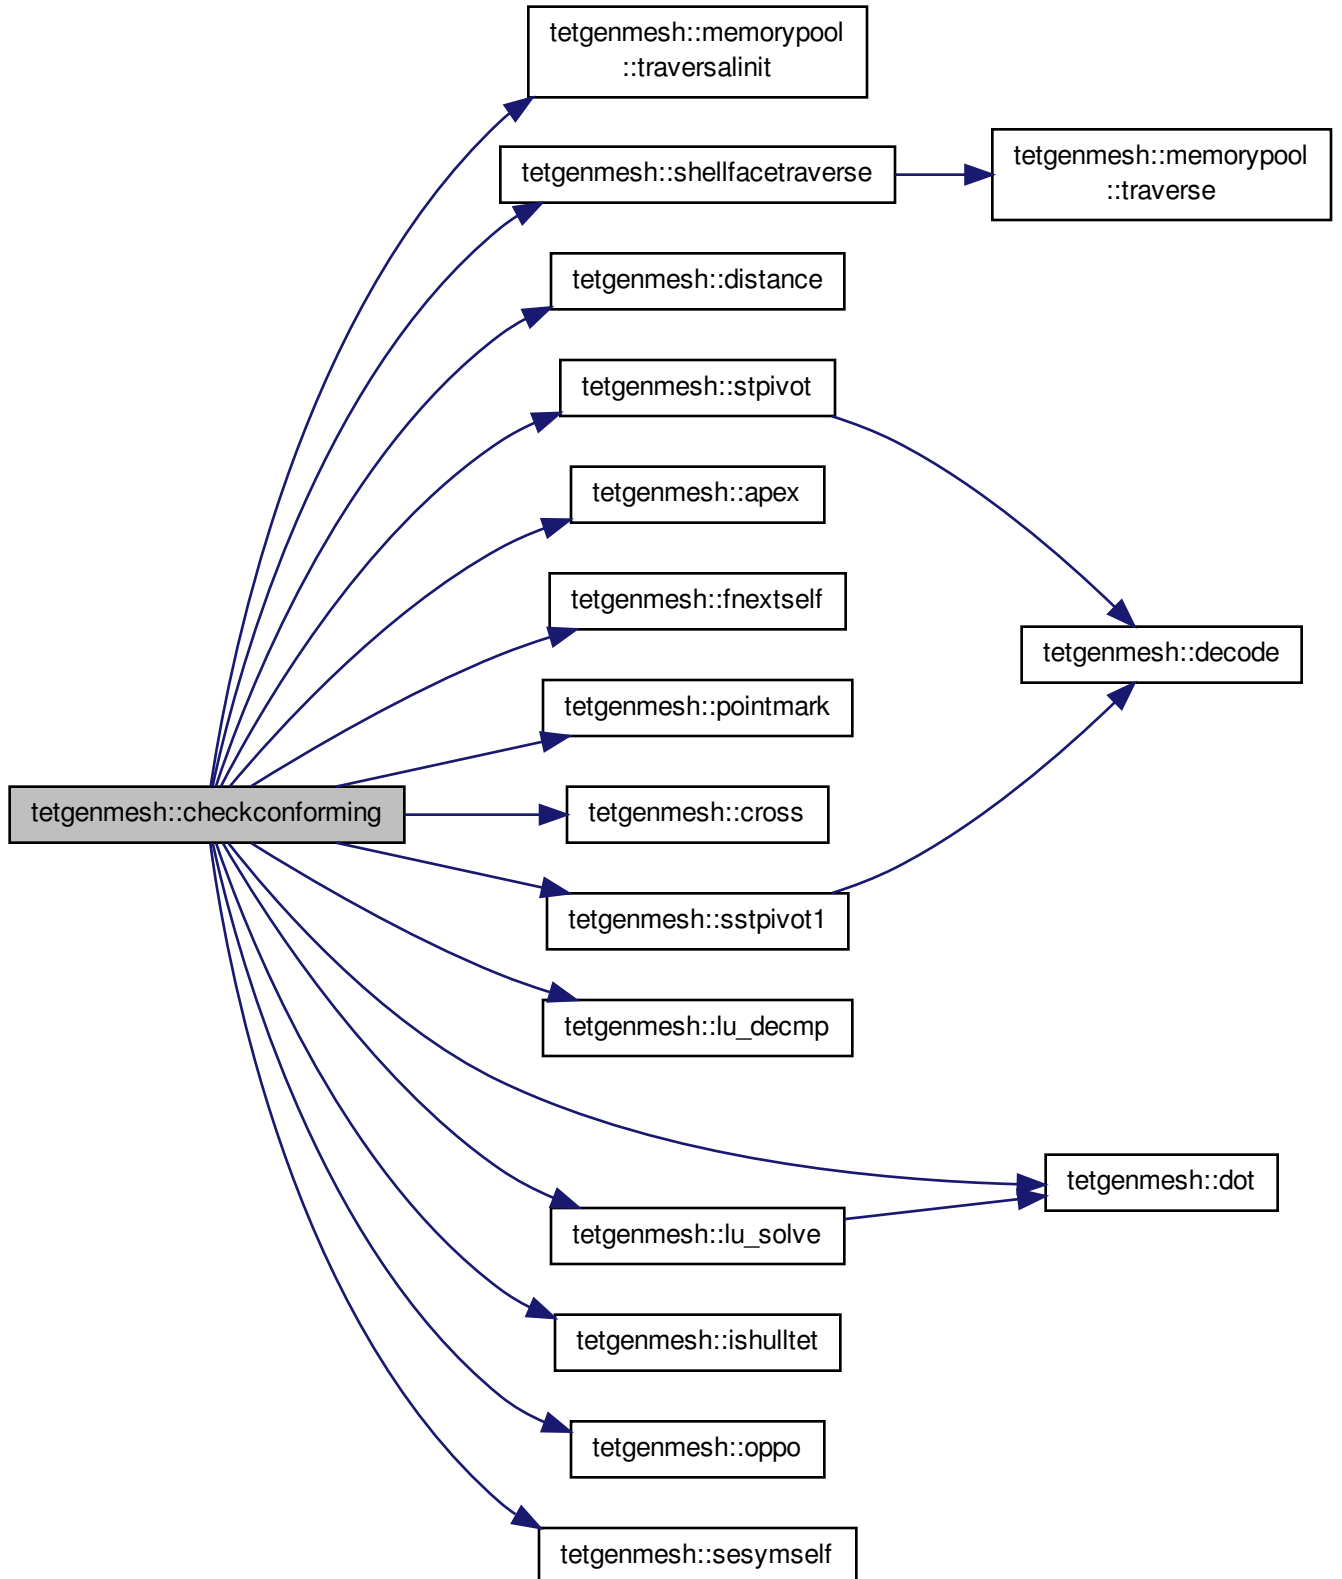 tetgenmesh::memorypool
::traversalinit
tetgenmesh::shellfacetraverse
tetgenmesh::memorypool
::traverse
tetgenmesh::distance
tetgenmesh::stpivot
tetgenmesh::apex
tetgenmesh::fnextself
tetgenmesh::decode
tetgenmesh::pointmark
tetgenmesh::checkconforming
tetgenmesh::cross
tetgenmesh::sstpivot1
tetgenmesh::lu_decmp
tetgenmesh::dot
tetgenmesh::lu_solve
tetgenmesh::ishulltet
tetgenmesh::oppo
tetgenmesh::sesymself